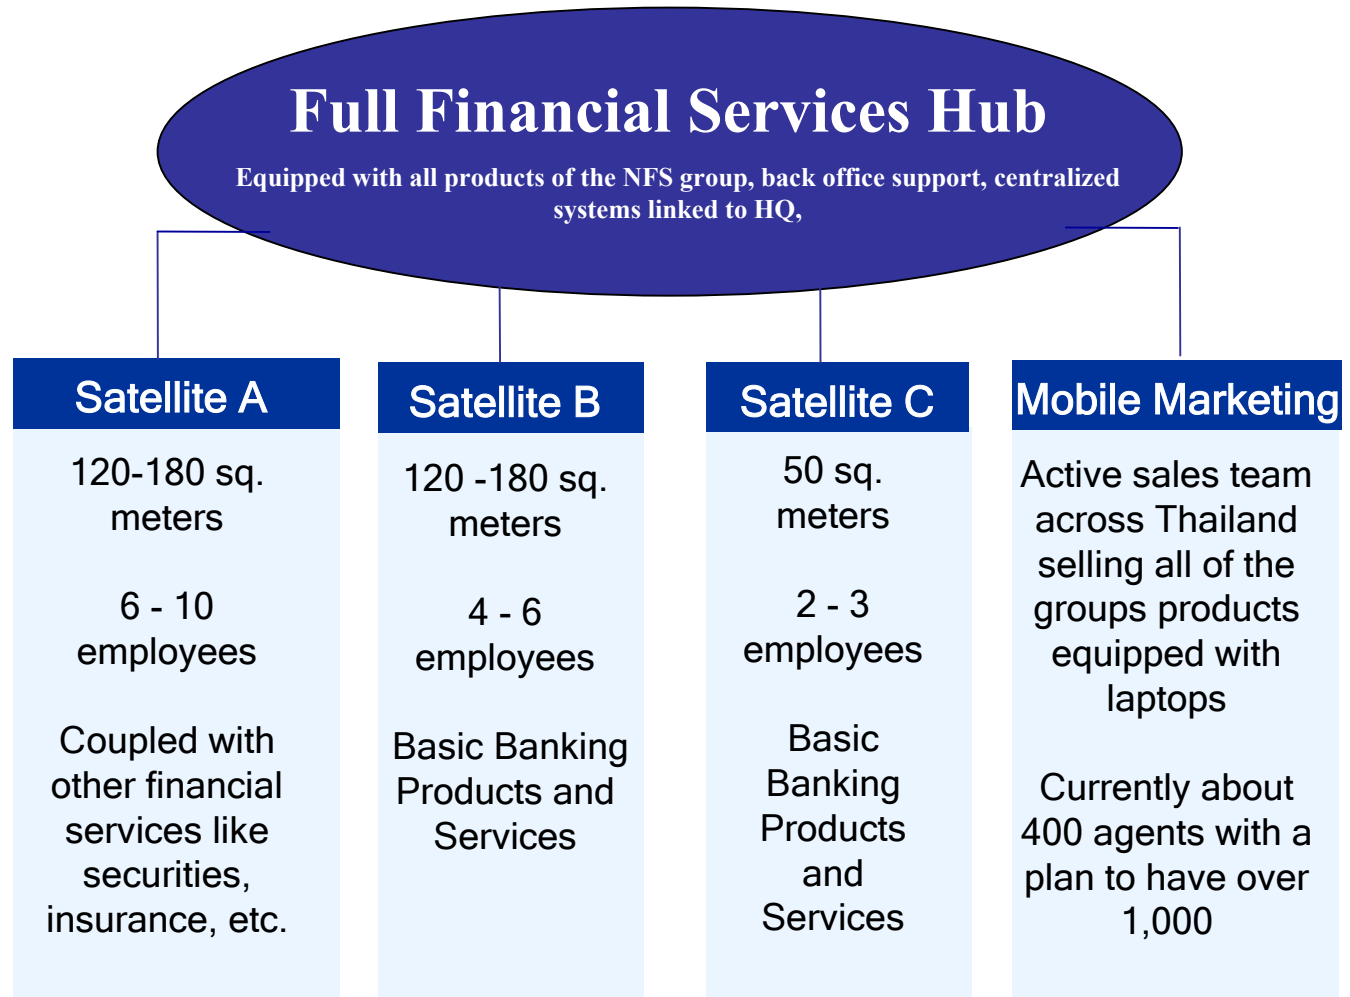 Full Financial Services Hub
Equipped with all products of the NFS group, back office support, centralized
systems linked to HQ,
Satellite A
120-180 sq.
meters
6 - 10
employees
Coupled with
other financial
services like
securities,
insurance, etc.
Satellite B
120 -180 sq.
meters
4 - 6
employees
Basic Banking
Products and
Services
Satellite C
50 sq.
meters
2 - 3
employees
Basic
Banking
Products
and
Services
Mobile Marketing
Active sales team
across Thailand
selling all of the
groups products
equipped with
laptops
Currently about
400 agents with a
plan to have over
1,000